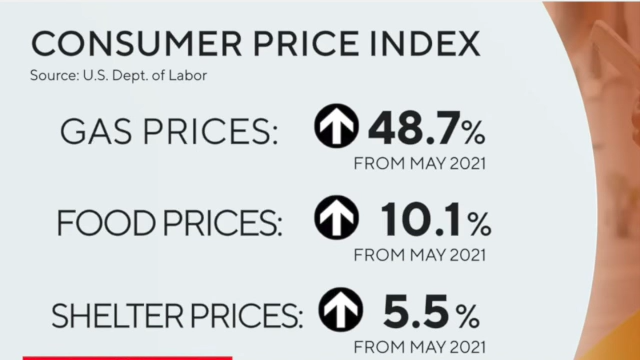 CONSUMER PRICE INDEX
Source: U.S. Dept. of Labor
GAS PRICES: 48.7%
FROM MAY 2021
FOOD PRICES: 10.1%
FROM MAY 2021
SHELTER PRICES: 5.5%
FROM MAY 2021